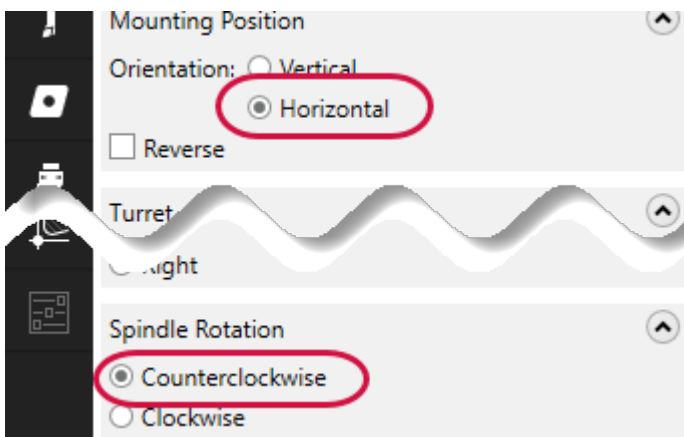 Mounting Position
Orientation: Vertical
Horizontal
Reverse
Turret
Right
Spindle Rotation
Counterclockwise
Clockwise